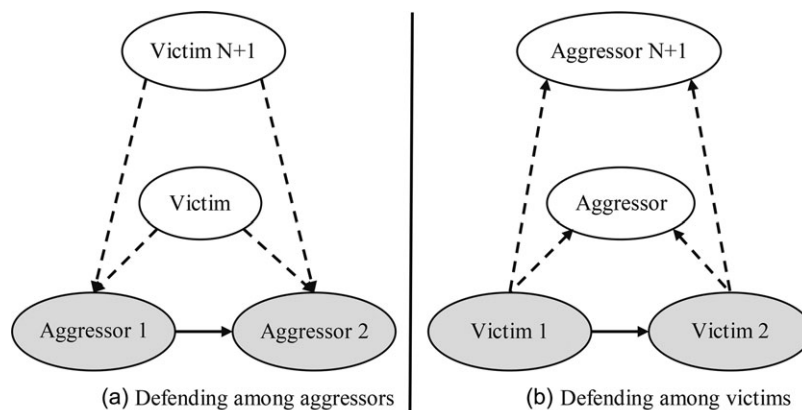 Victim N+1
Victim
Aggressor 1
Aggressor 2
(a) Defending among aggressors
Aggressor N+1
Aggressor
Victim 1
Victim 2
(b) Defending among victims